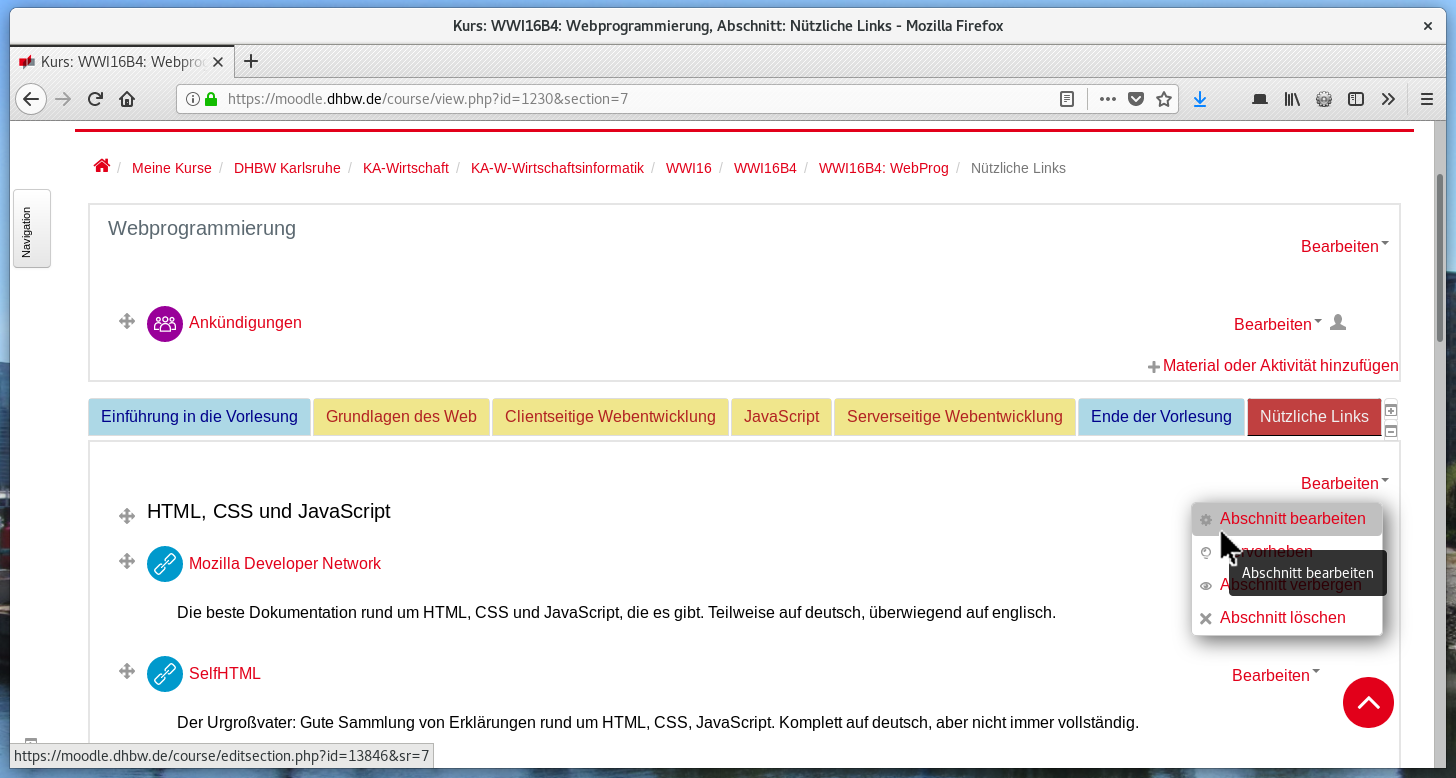 Kurs: WWI16B4: Webprogrammierung, Abschnitt: Nützliche Links - Mozilla Firefox
Kurs: WWI16B4: Webpro
https://moodle.dhbw.de/course/view.php?id=1230&section=7
/ Meine Kurse / DHBW Karlsruhe / KA-Wirtschaft / KA-W-Wirtschaftsinformatik / WWI16 / WWI16B4 / WWI16B4: WebProg / Nützliche Links
Navigation
Webprogrammierung
Bearbeiten
Ankündigungen
Bearbeiten
Material oder Aktivität hinzufügen
Einführung in die Vorlesung Grundlagen des Web Clientseitige Webentwicklung JavaScript Serverseitige Webentwicklung Ende der Vorlesung Nützliche Links
Bearbeiten
HTML, CSS und JavaScript
Abschnitt bearbeiten
Mozilla Developer Network
Abschnitt bearbeiten
Abschnitt verbergen
Die beste Dokumentation rund um HTML, CSS und JavaScript, die es gibt. Teilweise auf deutsch, überwiegend auf englisch.
Abschnitt löschen
SelfHTML
Bearbeiten
Der Urgroßvater: Gute Sammlung von Erklärungen rund um HTML, CSS, JavaScript. Komplett auf deutsch, aber nicht immer vollständig.
https://moodle.dhbw.de/course/editsection.php?id=13846&sr=7